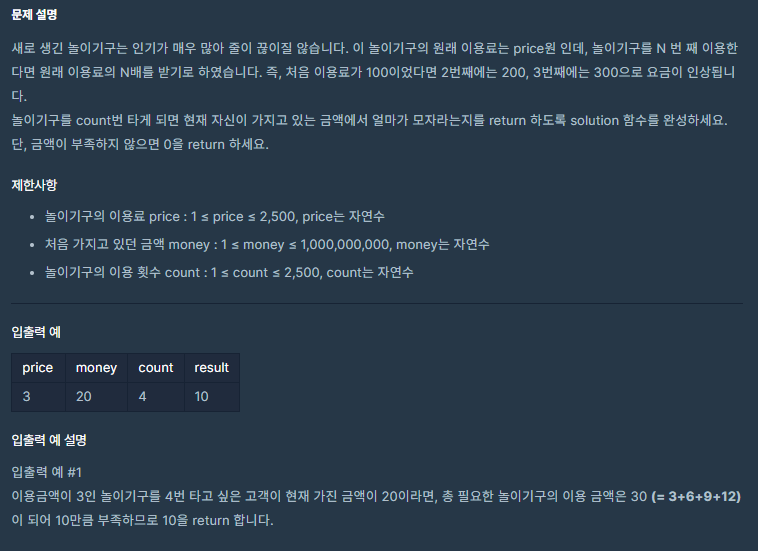 문제 설명
새로 생긴 놀이기구는 인기가 매우 많아 줄이 끊이질 않습니다. 이 놀이기구의 원래 이용료는 price원 인데, 놀이기구를 N 번 째 이용한
다면 원래 이용료의 N배를 받기로 하였습니다. 즉, 처음 이용료가 100이었다면 2번째에는 200, 3번째에는 300으로 요금이 인상됩니
다.
놀이기구를 count번 타게 되면 현재 자신이 가지고 있는 금액에서 얼마가 모자라는지를 return 하도록 solution 함수를 완성하세요.
단, 금액이 부족하지 않으면 0을 return 하세요.
제한사항
• 놀이기구의 이용료 price : 1 ≤ price ≤ 2,500, price는 자연수
• 처음 가지고 있던 금액 money : 1 ≤ money ≤ 1,000,000,000, money는 자연수
• 놀이기구의 이용 횟수 count : 1 ≤ count ≤ 2,500, count는 자연수
입출력 예
price money count result
3 20 4 10
입출력 예 설명
입출력 예 #1
이용금액이 3인 놀이기구를 4번 타고 싶은 고객이 현재 가진 금액이 20이라면, 총 필요한 놀이기구의 이용 금액은 30 (= 3+6+9+12)
이 되어 10만큼 부족하므로 10을 return 합니다.